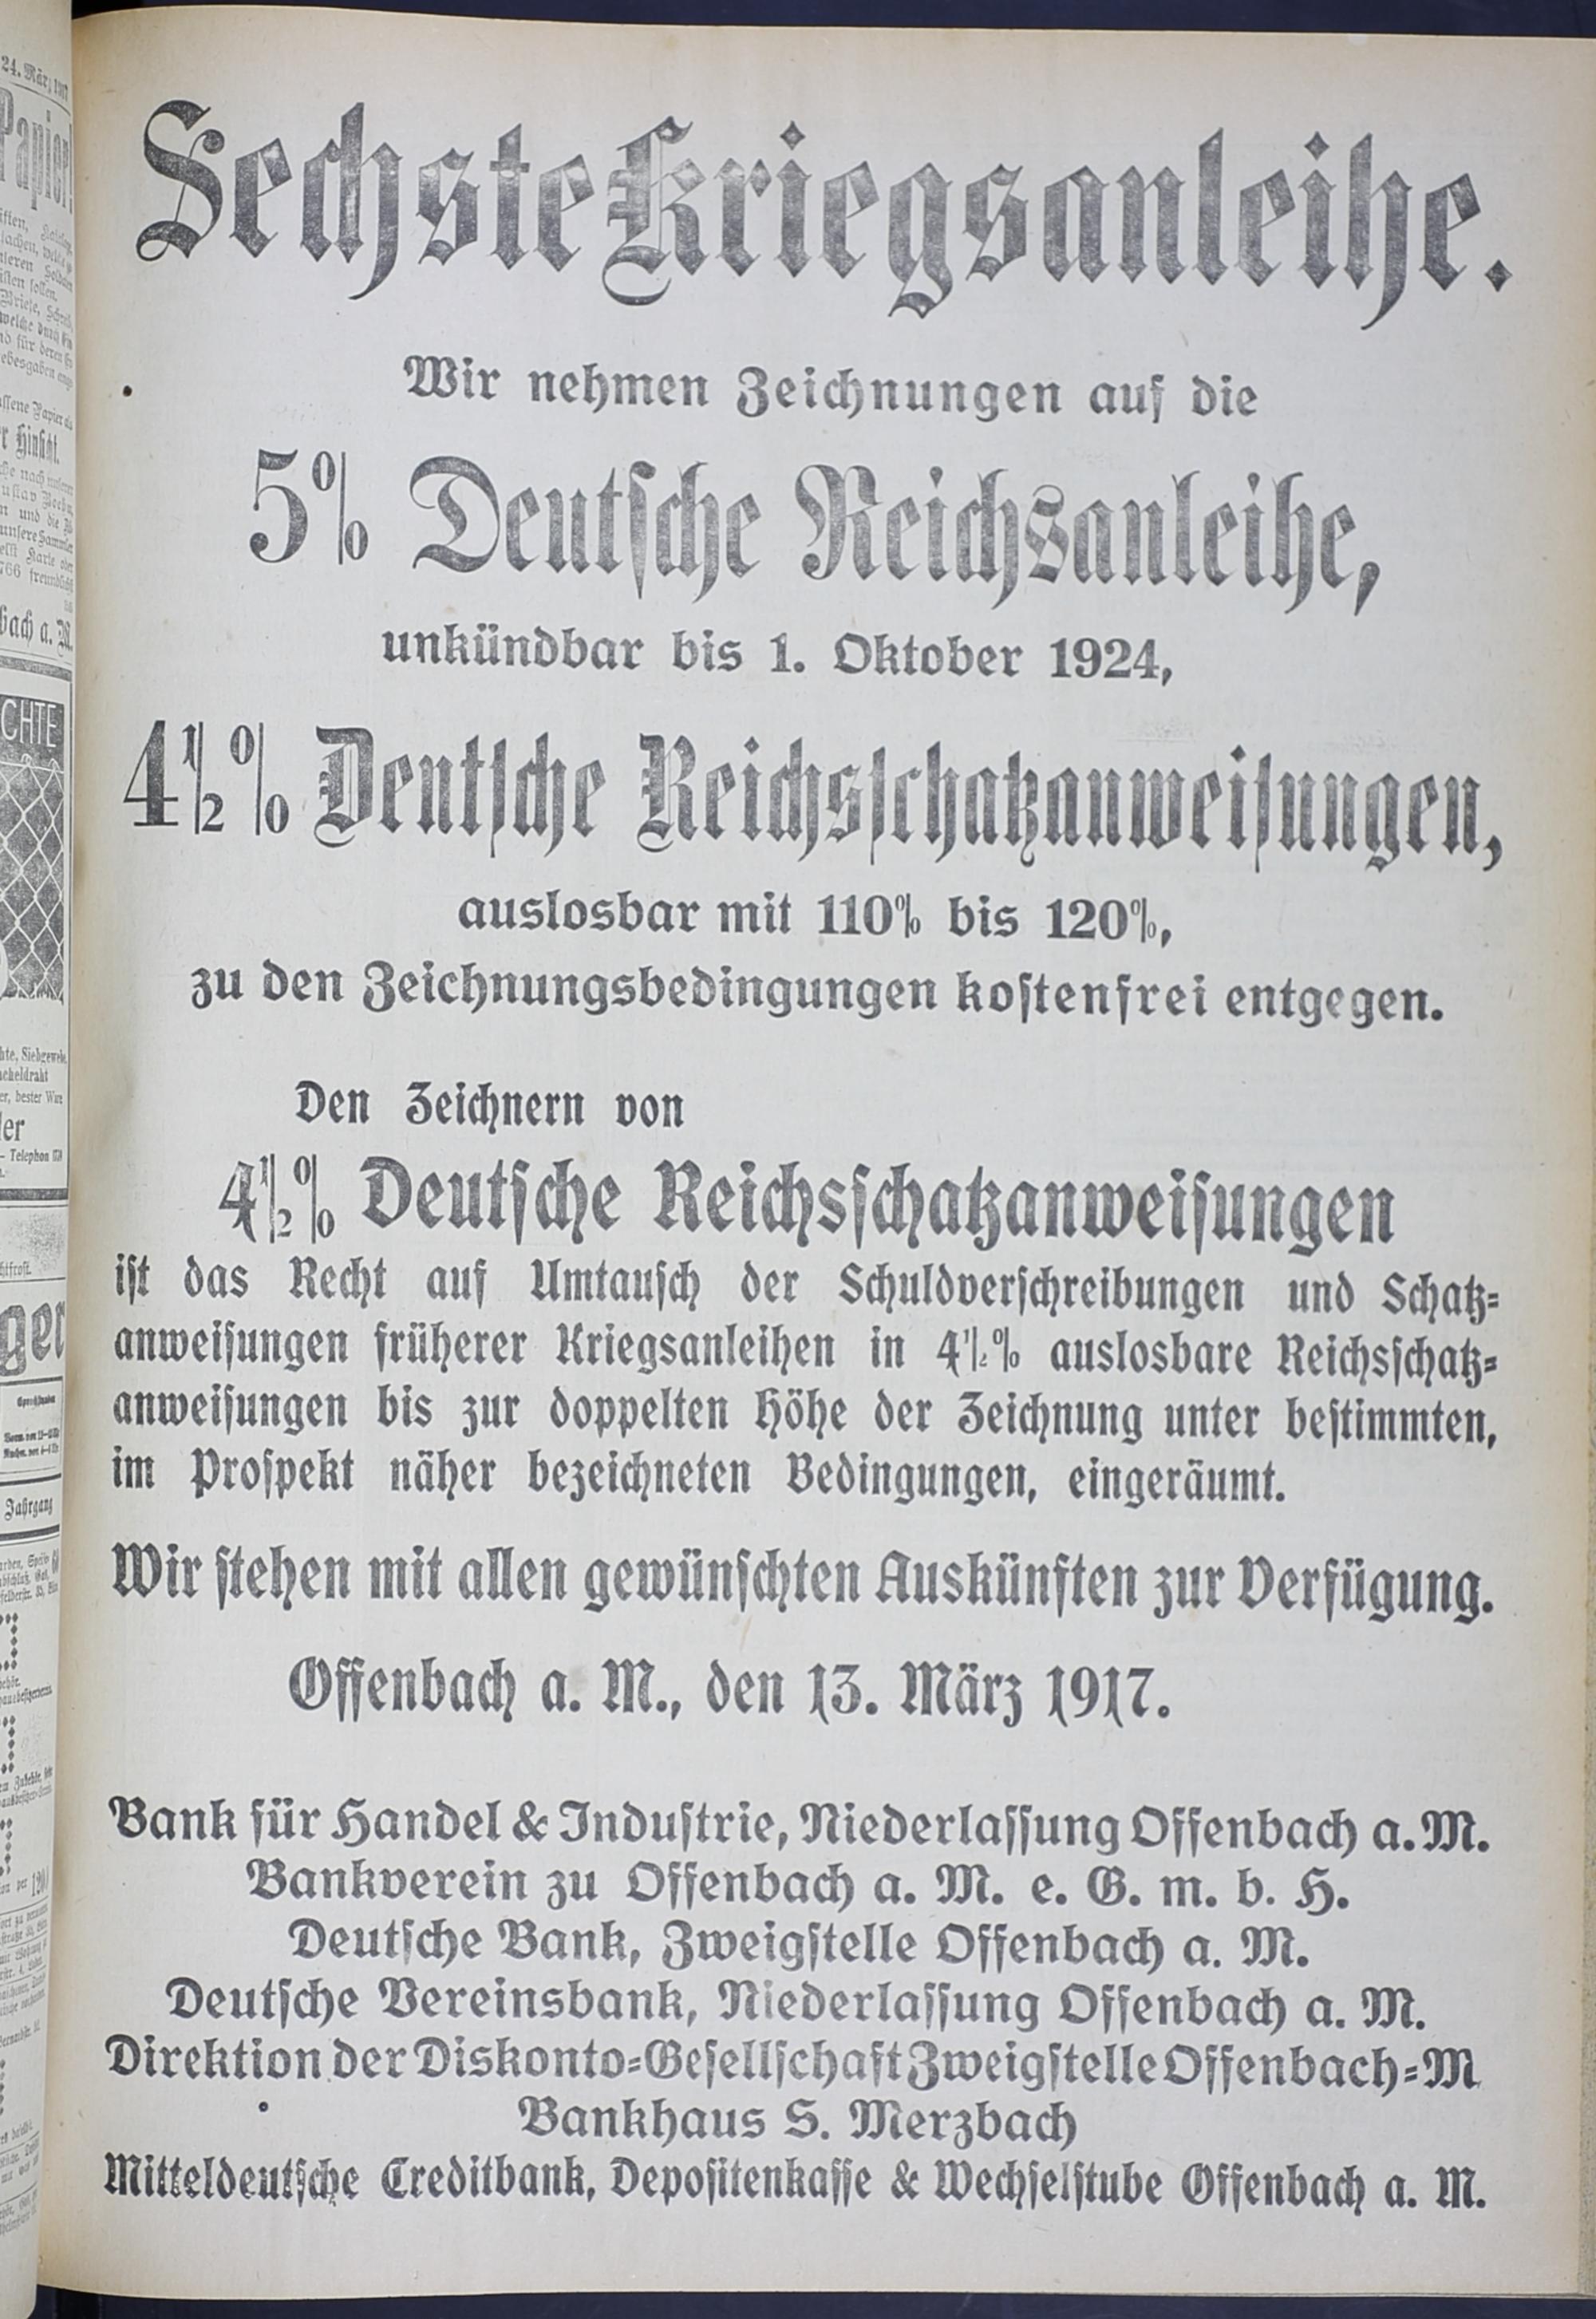 24. März 1917
Sechste Kriegsanleihe.
Wir nehmen Zeichnungen auf die
5% Deutsche Reichsanleihe,
unkündbar bis 1. Oktober 1924,
4½% Deutsche Reichsschatzanweisungen,
auslosbar mit 110% bis 120%,
zu den Zeichnungsbedingungen kostenfrei entgegen.
Den Zeichnern von
4½% Deutsche Reichsschatzanweisungen
ist das Recht auf Umtausch der Schuldverschreibungen und Schatz-
anweisungen früherer Kriegsanleihen in 4½% auslosbare Reichsschatz-
anweisungen bis zur doppelten Höhe der Zeichnung unter bestimmten,
im Prospekt näher bezeichneten Bedingungen, eingeräumt.
Wir stehen mit allen gewünschten Auskünften zur Verfügung.
Offenbach a. M., den 13. März 1917.
Bank für Handel & Industrie, Niederlassung Offenbach a. M.
Bankverein zu Offenbach a. M. e. G. m. b. H.
Deutsche Bank, Zweigstelle Offenbach a. M.
Deutsche Vereinsbank, Niederlassung Offenbach a. M.
Direktion der Diskonto-Gesellschaft Zweigstelle Offenbach-M
Bankhaus S. Merzbach
Mitteldeutsche Creditbank, Depositenkasse & Wechselstube Offenbach a. M.